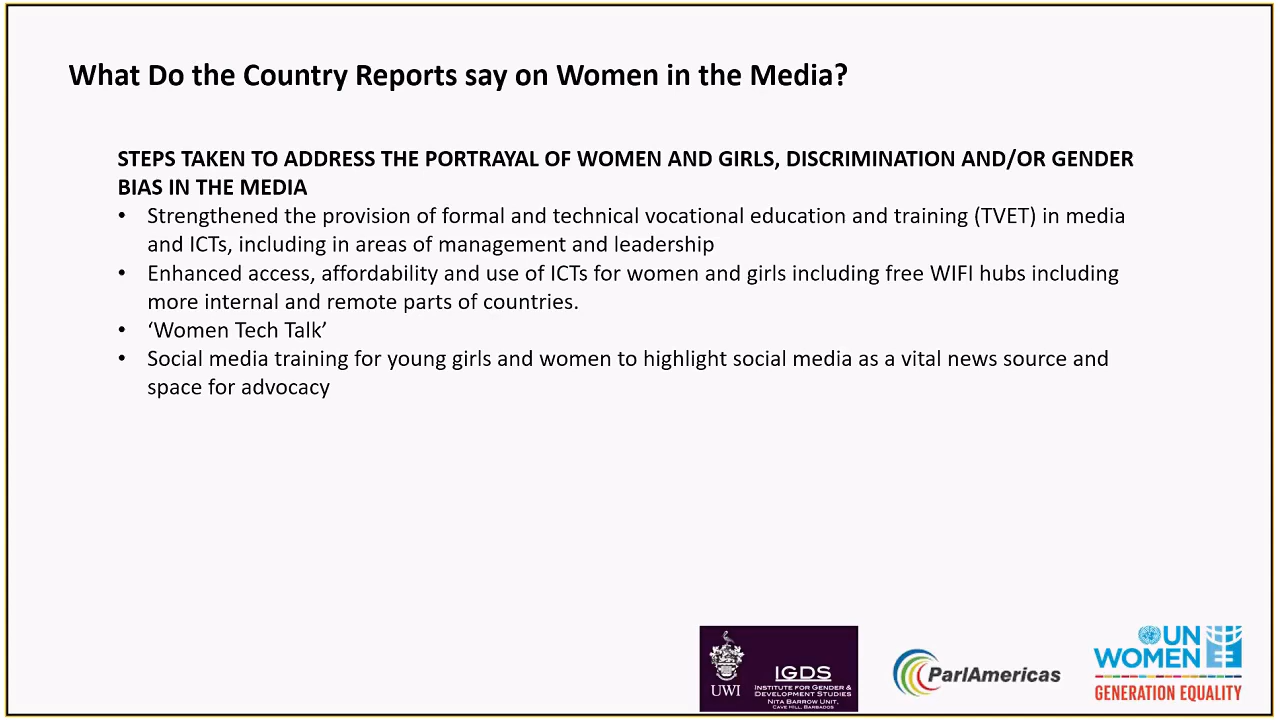 What Do the Country Reports say on Women in the Media?
STEPS TAKEN TO ADDRESS THE PORTRAYAL OF WOMEN AND GIRLS, DISCRIMINATION AND/OR GENDER
BIAS IN THE MEDIA
• Strengthened the provision of formal and technical vocational education and training (TVET) in media
and ICTs, including in areas of management and leadership
• Enhanced access, affordability and use of ICTs for women and girls including free WIFI hubs including
more internal and remote parts of countries.
• ‘Women Tech Talk’
• Social media training for young girls and women to highlight social media as a vital news source and
space for advocacy
UWI
IGDS
INSTITUTE FOR GENDER &
DEVELOPMENT STUDIES
NITA BARROW UNIT,
CAVE HILL, BARBADOS
ParlAmericas
UN
WOMEN
GENERATION EQUALITY